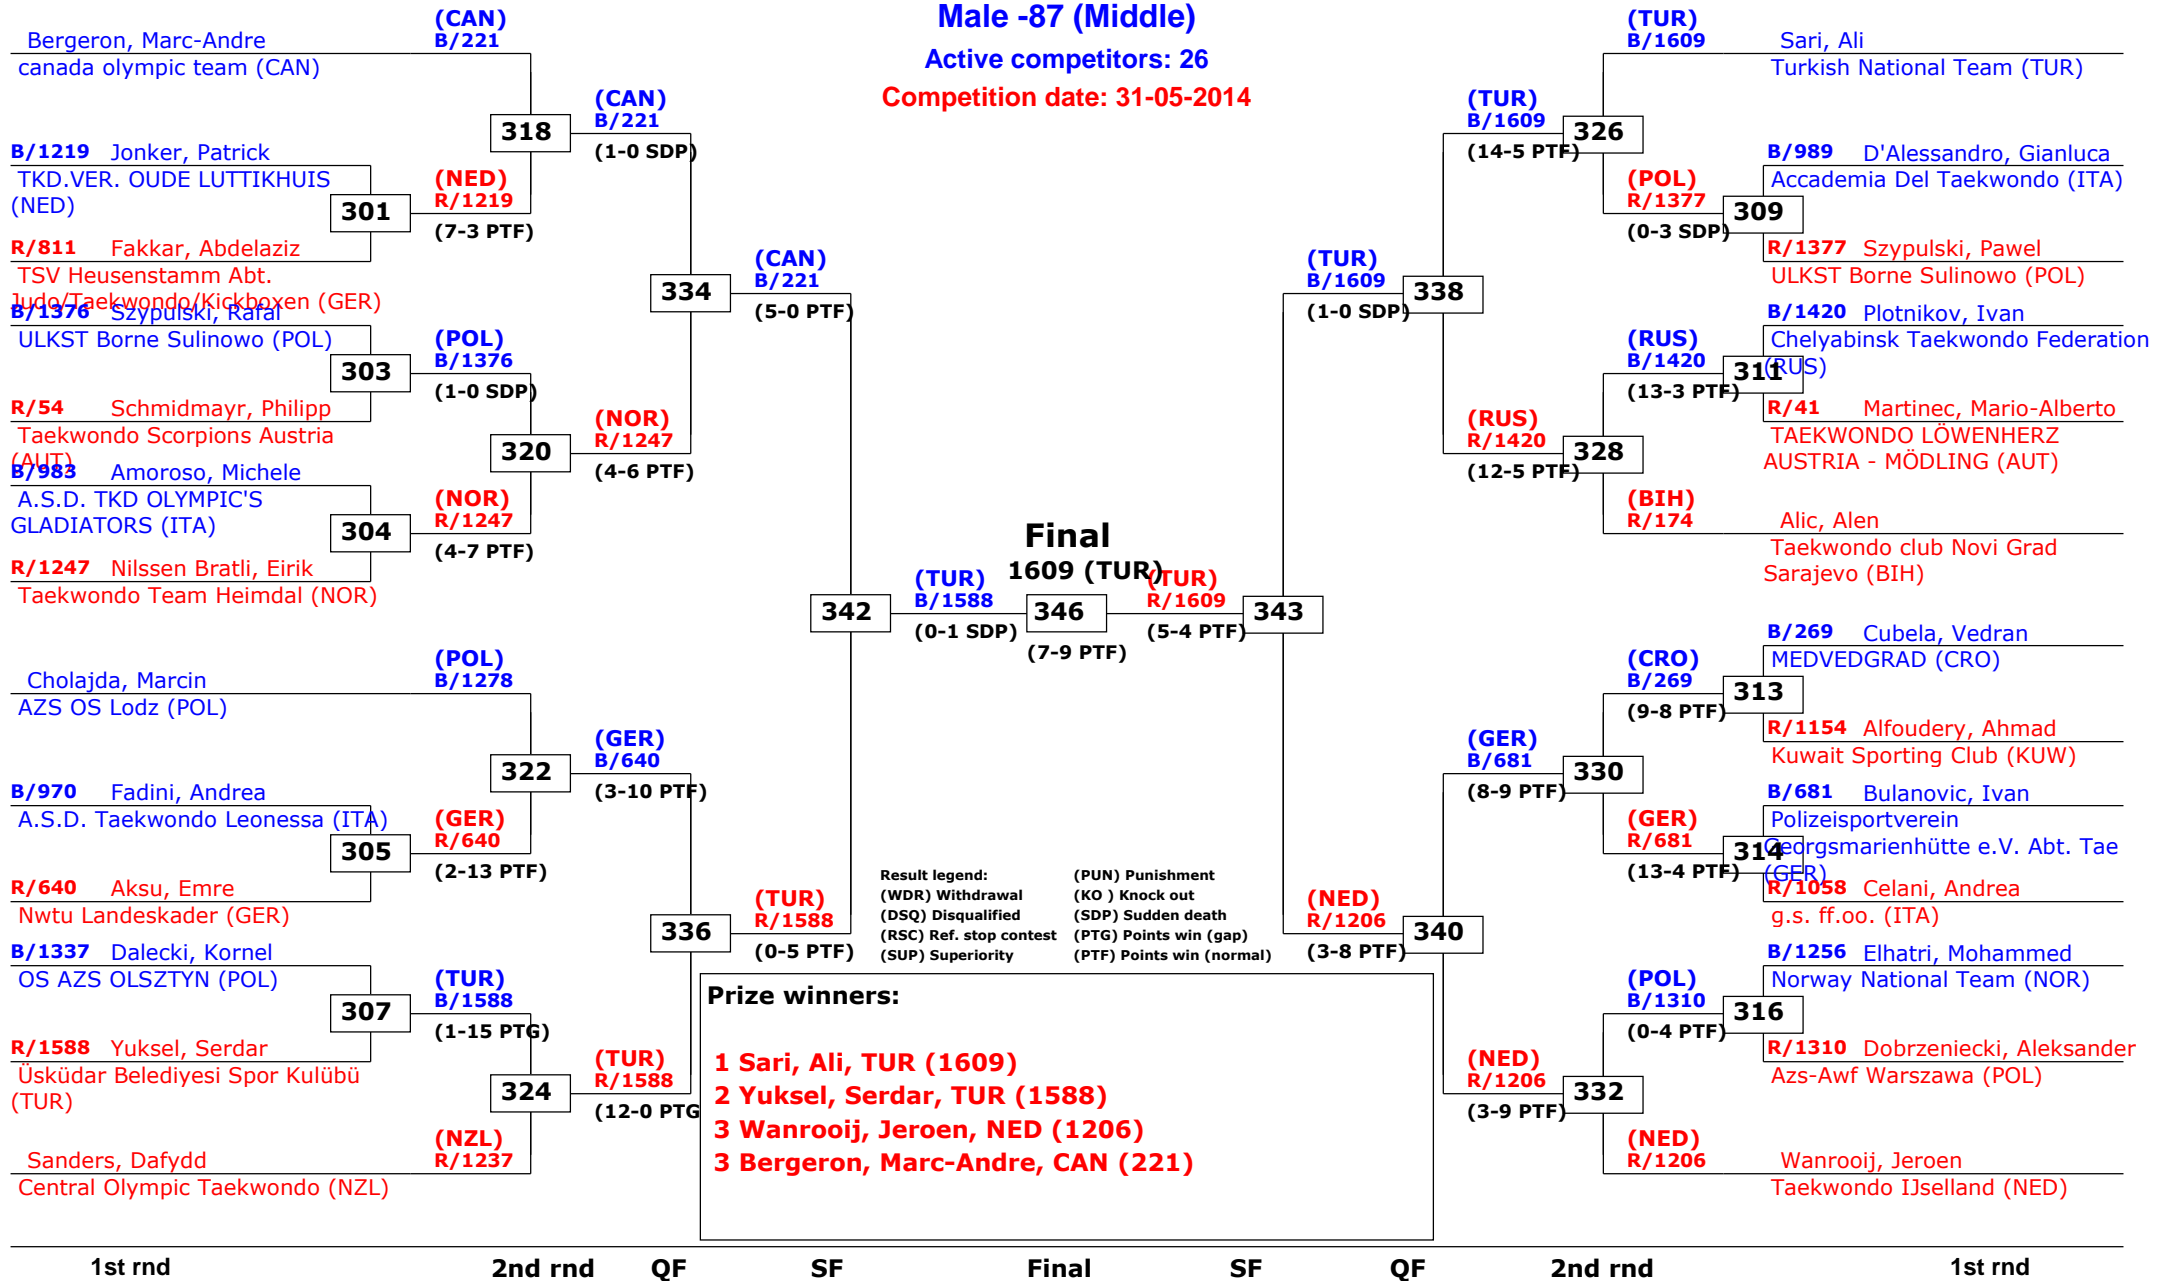 Male -87 (Middle)
Active competitors: 26
Competition date: 31-05-2014
(CAN)
B/221
Bergeron, Marc-Andre
canada olympic team (CAN)
B/1219 Jonker, Patrick
TKD.VER. OUDE LUTTIKHUIS
(NED)
301
(NED)
R/1219
(7-3 PTF)
R/811 Fakkar, Abdelaziz
TSV Heusenstamm Abt.
Judo/Taekwondo/Kickboxen (GER)
318
(CAN)
B/221
(1-0 SDP)
B/1376 Szypulski, Rafal
ULKST Borne Sulinowo (POL)
303
(POL)
B/1376
(1-0 SDP)
R/54 Schmidmayr, Philipp
Taekwondo Scorpions Austria
(AUT)
B/983 Amoroso, Michele
A.S.D. TKD OLYMPIC'S
GLADIATORS (ITA)
304
(NOR)
R/1247
(4-7 PTF)
R/1247 Nilssen Bratli, Eirik
Taekwondo Team Heimdal (NOR)
320
(NOR)
R/1247
(4-6 PTF)
334
(CAN)
B/221
(5-0 PTF)
(POL)
B/1278
Cholajda, Marcin
AZS OS Lodz (POL)
B/970 Fadini, Andrea
A.S.D. Taekwondo Leonessa (ITA)
305
(GER)
R/640
(2-13 PTF)
R/640 Aksu, Emre
Nwtu Landeskader (GER)
322
(GER)
B/640
(3-10 PTF)
B/1337 Dalecki, Kornel
OS AZS OLSZTYN (POL)
307
(TUR)
B/1588
(1-15 PTG)
R/1588 Yuksel, Serdar
Üsküdar Belediyesi Spor Kulübü
(TUR)
324
(TUR)
R/1588
(12-0 PTG
(NZL)
R/1237
Sanders, Dafydd
Central Olympic Taekwondo (NZL)
336
(TUR)
R/1588
(0-5 PTF)
342
(TUR)
B/1588
(0-1 SDP)
Final
1609 (TUR)
346
(7-9 PTF)
(TUR)
R/1609
(5-4 PTF)
343
(TUR)
B/1609
(1-0 SDP)
338
(TUR)
B/1609
(14-5 PTF)
326
(TUR)
B/1609
Sari, Ali
Turkish National Team (TUR)
B/989 D'Alessandro, Gianluca
Accademia Del Taekwondo (ITA)
(POL)
R/1377
(0-3 SDP)
309
R/1377 Szypulski, Pawel
ULKST Borne Sulinowo (POL)
B/1420 Plotnikov, Ivan
Chelyabinsk Taekwondo Federation
(RUS)
(RUS)
B/1420
(13-3 PTF)
311
R/41 Martinec, Mario-Alberto
TAEKWONDO LÖWENHERZ
AUSTRIA - MÖDLING (AUT)
(RUS)
R/1420
(12-5 PTF)
328
(BIH)
R/174
Alic, Alen
Taekwondo club Novi Grad
Sarajevo (BIH)
B/269 Cubela, Vedran
MEDVEDGRAD (CRO)
(CRO)
B/269
(9-8 PTF)
313
R/1154 Alfoudery, Ahmad
Kuwait Sporting Club (KUW)
(GER)
B/681
(8-9 PTF)
330
B/681 Bulanovic, Ivan
Polizeisportverein
Georgsmarienhütte e.V. Abt. Tae
(GER)
(GER)
R/681
(13-4 PTF)
314
R/1058 Celani, Andrea
g.s. ff.oo. (ITA)
(NED)
R/1206
(3-8 PTF)
340
B/1256 Elhatri, Mohammed
Norway National Team (NOR)
(POL)
B/1310
(0-4 PTF)
316
R/1310 Dobrzeniecki, Aleksander
Azs-Awf Warszawa (POL)
(NED)
R/1206
(3-9 PTF)
332
(NED)
R/1206
Wanrooij, Jeroen
Taekwondo IJselland (NED)
Result legend:
(WDR) Withdrawal
(DSQ) Disqualified
(RSC) Ref. stop contest
(SUP) Superiority
(PUN) Punishment
(KO ) Knock out
(SDP) Sudden death
(PTG) Points win (gap)
(PTF) Points win (normal)
Prize winners:
1 Sari, Ali, TUR (1609)
2 Yuksel, Serdar, TUR (1588)
3 Wanrooij, Jeroen, NED (1206)
3 Bergeron, Marc-Andre, CAN (221)
1st rnd 2nd rnd QF SF Final SF QF 2nd rnd 1st rnd